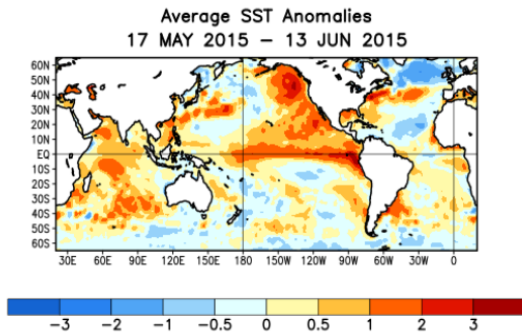 Average SST Anomalies
17 MAY 2015 – 13 JUN 2015
60N
50N
40N
30N
20N
10N
EQ
10S
20S
30S
40S
50S
60S
30E 60E 90E 120E 150E 180 150W 120W 90W 60W 30W 0
-3 -2 -1 -0.5 0 0.5 1 2 3